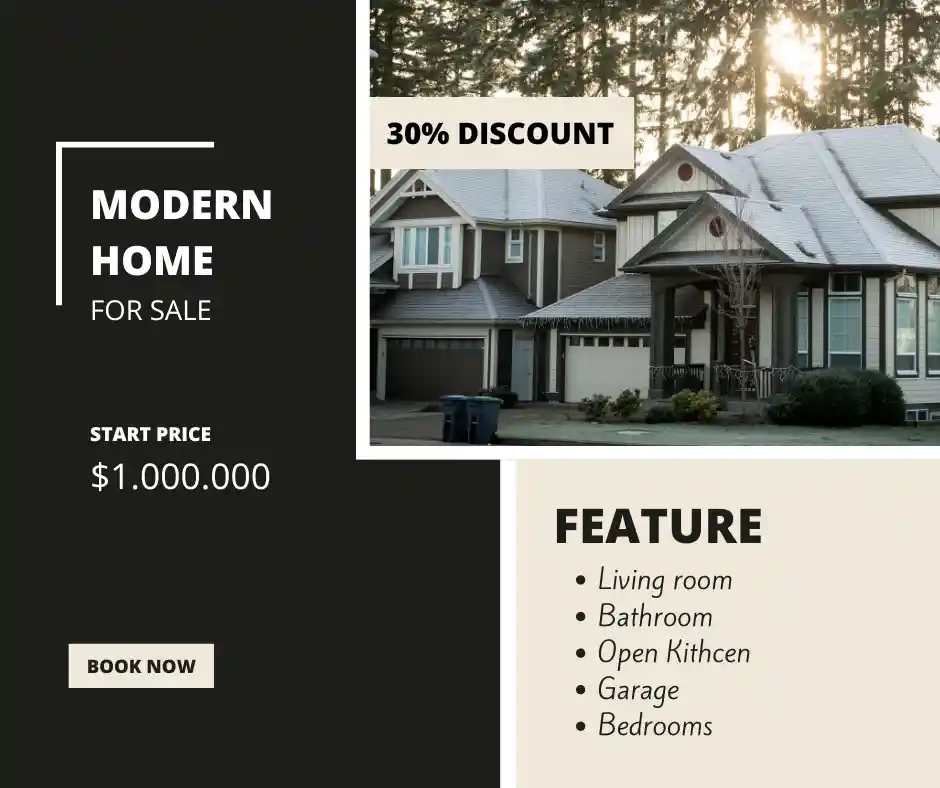 30% DISCOUNT
MODERN
HOME
FOR SALE
START PRICE
$1.000.000
BOOK NOW
FEATURE
• Living room
• Bathroom
• Open Kithcen
• Garage
• Bedrooms